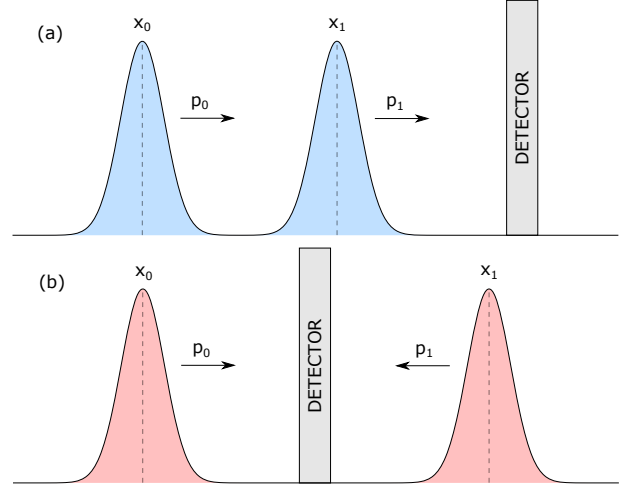 (a)
x₀
x₁
p₀
p₁
DETECTOR
(b)
x₀
x₁
p₀
p₁
DETECTOR